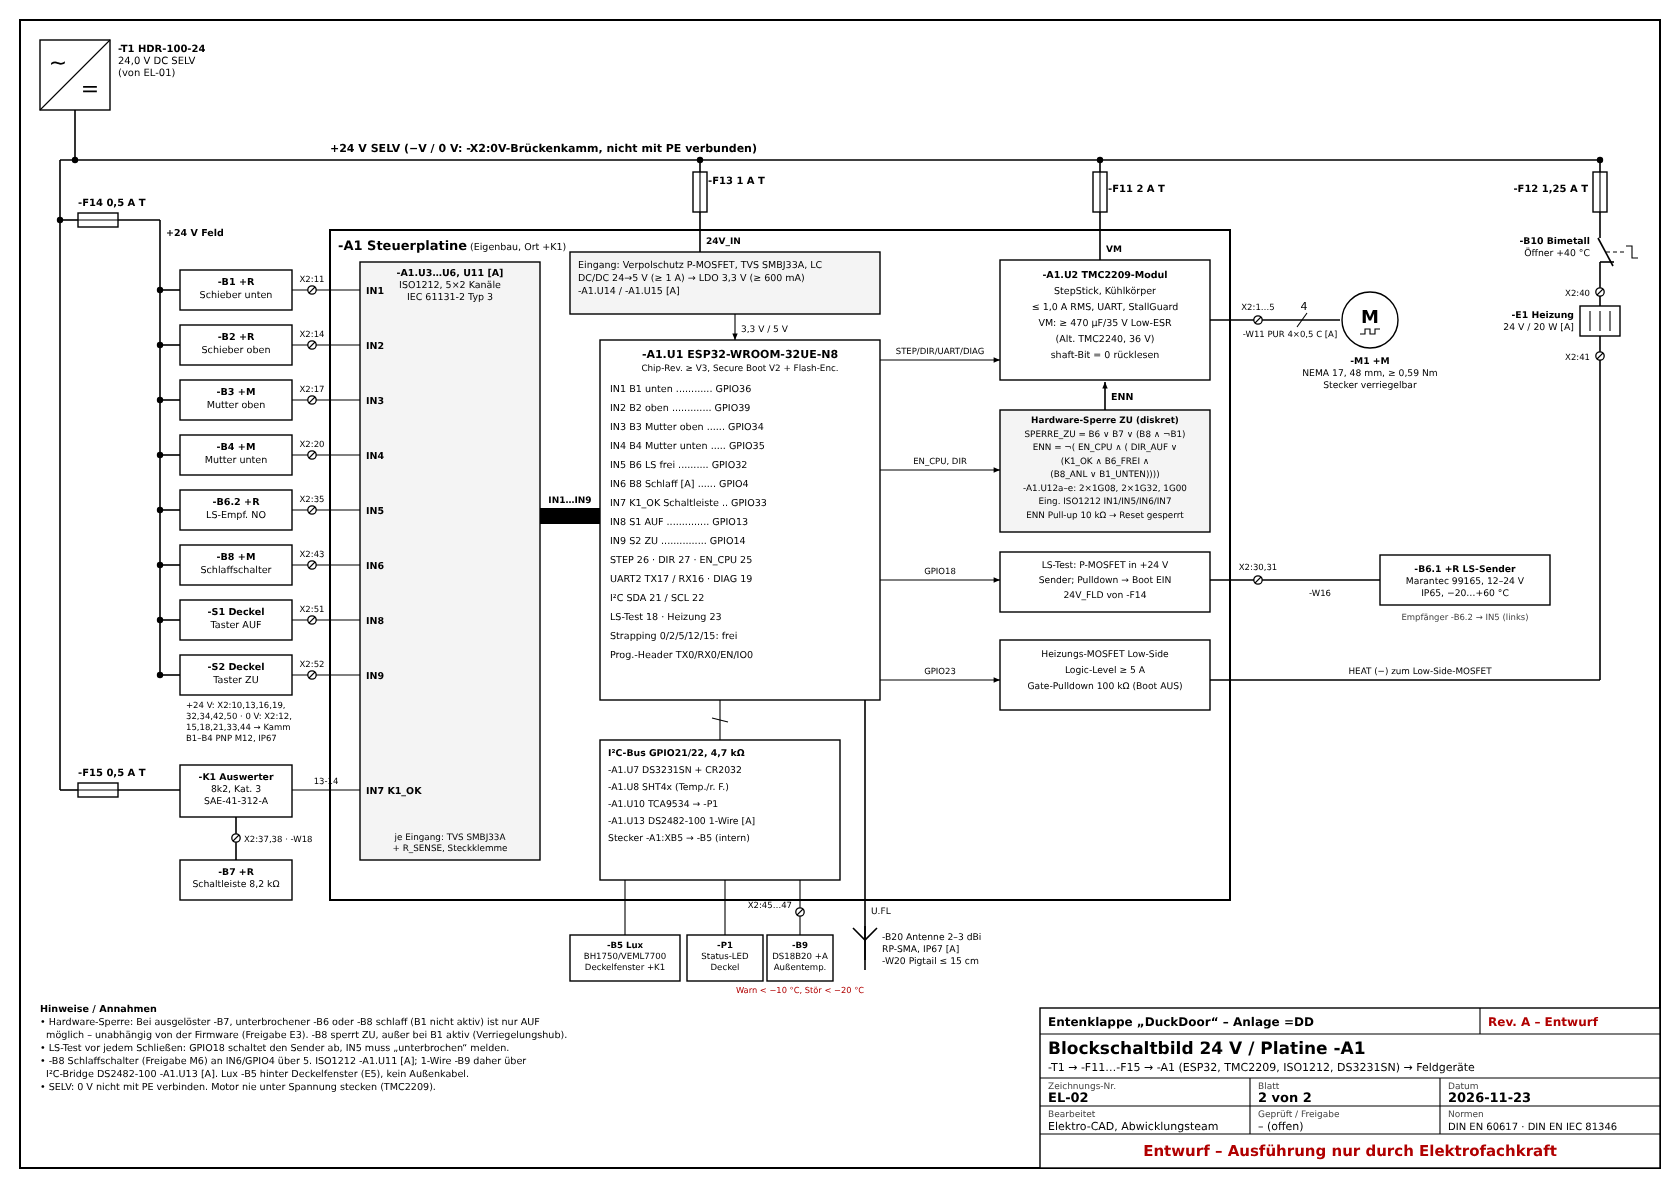 -T1 HDR-100-24
24,0 V DC SELV
(von EL-01)
~
=
+24 V SELV (−V / 0 V: -X2:0V-Brückenkamm, nicht mit PE verbunden)
-F14 0,5 A T
-F13 1 A T
-F11 2 A T
-F12 1,25 A T
+24 V Feld
-A1 Steuerplatine (Eigenbau, Ort +K1)
24V_IN
VM
-B10 Bimetall
Öffner +40 °C
-B1 +R
Schieber unten
X2:11
IN1
-B2 +R
Schieber oben
X2:14
IN2
-B3 +M
Mutter oben
X2:17
IN3
-B4 +M
Mutter unten
X2:20
IN4
-B6.2 +R
LS-Empf. NO
X2:35
IN5
-B8 +M
Schlaffschalter
X2:43
IN6
-S1 Deckel
Taster AUF
X2:51
IN8
-S2 Deckel
Taster ZU
X2:52
IN9
+24 V: X2:10,13,16,19,
32,34,42,50 · 0 V: X2:12,
15,18,21,33,44 → Kamm
B1–B4 PNP M12, IP67
-F15 0,5 A T
-K1 Auswerter
8k2, Kat. 3
SAE-41-312-A
13-14
IN7 K1_OK
X2:37,38 · -W18
-B7 +R
Schaltleiste 8,2 kΩ
-A1.U3…U6, U11 [A]
ISO1212, 5×2 Kanäle
IEC 61131-2 Typ 3
je Eingang: TVS SMBJ33A
+ R_SENSE, Steckklemme
IN1…IN9
Eingang: Verpolschutz P-MOSFET, TVS SMBJ33A, LC
DC/DC 24→5 V (≥ 1 A) → LDO 3,3 V (≥ 600 mA)
-A1.U14 / -A1.U15 [A]
3,3 V / 5 V
-A1.U1 ESP32-WROOM-32UE-N8
Chip-Rev. ≥ V3, Secure Boot V2 + Flash-Enc.
IN1 B1 unten ............ GPIO36
IN2 B2 oben ............. GPIO39
IN3 B3 Mutter oben ...... GPIO34
IN4 B4 Mutter unten ..... GPIO35
IN5 B6 LS frei .......... GPIO32
IN6 B8 Schlaff [A] ...... GPIO4
IN7 K1_OK Schaltleiste .. GPIO33
IN8 S1 AUF .............. GPIO13
IN9 S2 ZU ............... GPIO14
STEP 26 · DIR 27 · EN_CPU 25
UART2 TX17 / RX16 · DIAG 19
I²C SDA 21 / SCL 22
LS-Test 18 · Heizung 23
Strapping 0/2/5/12/15: frei
Prog.-Header TX0/RX0/EN/IO0
STEP/DIR/UART/DIAG
EN_CPU, DIR
GPIO18
GPIO23
-A1.U2 TMC2209-Modul
StepStick, Kühlkörper
≤ 1,0 A RMS, UART, StallGuard
VM: ≥ 470 µF/35 V Low-ESR
(Alt. TMC2240, 36 V)
shaft-Bit = 0 rücklesen
ENN
Hardware-Sperre ZU (diskret)
SPERRE_ZU = B6 ∨ B7 ∨ (B8 ∧ ¬B1)
ENN = ¬( EN_CPU ∧ ( DIR_AUF ∨
(K1_OK ∧ B6_FREI ∧
(B8_ANL ∨ B1_UNTEN))))
-A1.U12a–e: 2×1G08, 2×1G32, 1G00
Eing. ISO1212 IN1/IN5/IN6/IN7
ENN Pull-up 10 kΩ → Reset gesperrt
LS-Test: P-MOSFET in +24 V
Sender; Pulldown → Boot EIN
24V_FLD von -F14
Heizungs-MOSFET Low-Side
Logic-Level ≥ 5 A
Gate-Pulldown 100 kΩ (Boot AUS)
X2:1…5
4
-W11 PUR 4×0,5 C [A]
M
-M1 +M
NEMA 17, 48 mm, ≥ 0,59 Nm
Stecker verriegelbar
X2:40
-E1 Heizung
24 V / 20 W [A]
X2:41
X2:30,31
-W16
-B6.1 +R LS-Sender
Marantec 99165, 12–24 V
IP65, −20…+60 °C
Empfänger -B6.2 → IN5 (links)
HEAT (−) zum Low-Side-MOSFET
I²C-Bus GPIO21/22, 4,7 kΩ
-A1.U7 DS3231SN + CR2032
-A1.U8 SHT4x (Temp./r. F.)
-A1.U10 TCA9534 → -P1
-A1.U13 DS2482-100 1-Wire [A]
Stecker -A1:XB5 → -B5 (intern)
X2:45…47
U.FL
-B5 Lux
BH1750/VEML7700
Deckelfenster +K1
-P1
Status-LED
Deckel
-B9
DS18B20 +A
Außentemp.
-B20 Antenne 2–3 dBi
RP-SMA, IP67 [A]
-W20 Pigtail ≤ 15 cm
Warn < −10 °C, Stör < −20 °C
Hinweise / Annahmen
• Hardware-Sperre: Bei ausgelöster -B7, unterbrochener -B6 oder -B8 schlaff (B1 nicht aktiv) ist nur AUF
möglich – unabhängig von der Firmware (Freigabe E3). -B8 sperrt ZU, außer bei B1 aktiv (Verriegelungshub).
• LS-Test vor jedem Schließen: GPIO18 schaltet den Sender ab, IN5 muss „unterbrochen“ melden.
• -B8 Schlaffschalter (Freigabe M6) an IN6/GPIO4 über 5. ISO1212 -A1.U11 [A]; 1-Wire -B9 daher über
I²C-Bridge DS2482-100 -A1.U13 [A]. Lux -B5 hinter Deckelfenster (E5), kein Außenkabel.
• SELV: 0 V nicht mit PE verbinden. Motor nie unter Spannung stecken (TMC2209).
Entenklappe „DuckDoor“ – Anlage =DD
Rev. A – Entwurf
Blockschaltbild 24 V / Platine -A1
-T1 → -F11…-F15 → -A1 (ESP32, TMC2209, ISO1212, DS3231SN) → Feldgeräte
Zeichnungs-Nr.
EL-02
Blatt
2 von 2
Datum
2026-11-23
Bearbeitet
Elektro-CAD, Abwicklungsteam
Geprüft / Freigabe
– (offen)
Normen
DIN EN 60617 · DIN EN IEC 81346
Entwurf – Ausführung nur durch Elektrofachkraft